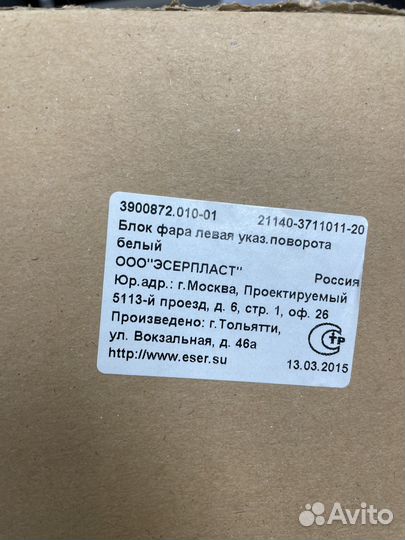 3900872.010-01 21140-3711011-20
Блок фара левая указ.поворота
белый
ООО"ЭСЕРПЛАСТ" Россия
Юр.адр.: г.Москва, Проектируемый
5113-й проезд, д. 6, стр. 1, оф. 26
Произведено: г.Тольятти,
ул. Вокзальная, д. 46а
http://www.eser.su 13.03.2015
Avito